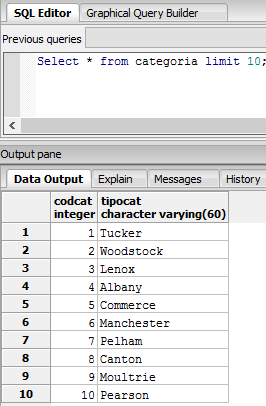 SQL Editor Graphical Query Builder
Previous queries
Select * from categoria limit 10;
Output pane
Data Output Explain Messages History
codcat tipocat
integer character varying(60)
1 1 Tucker
2 2 Woodstock
3 3 Lenox
4 4 Albany
5 5 Commerce
6 6 Manchester
7 7 Pelham
8 8 Canton
9 9 Moultrie
10 10 Pearson